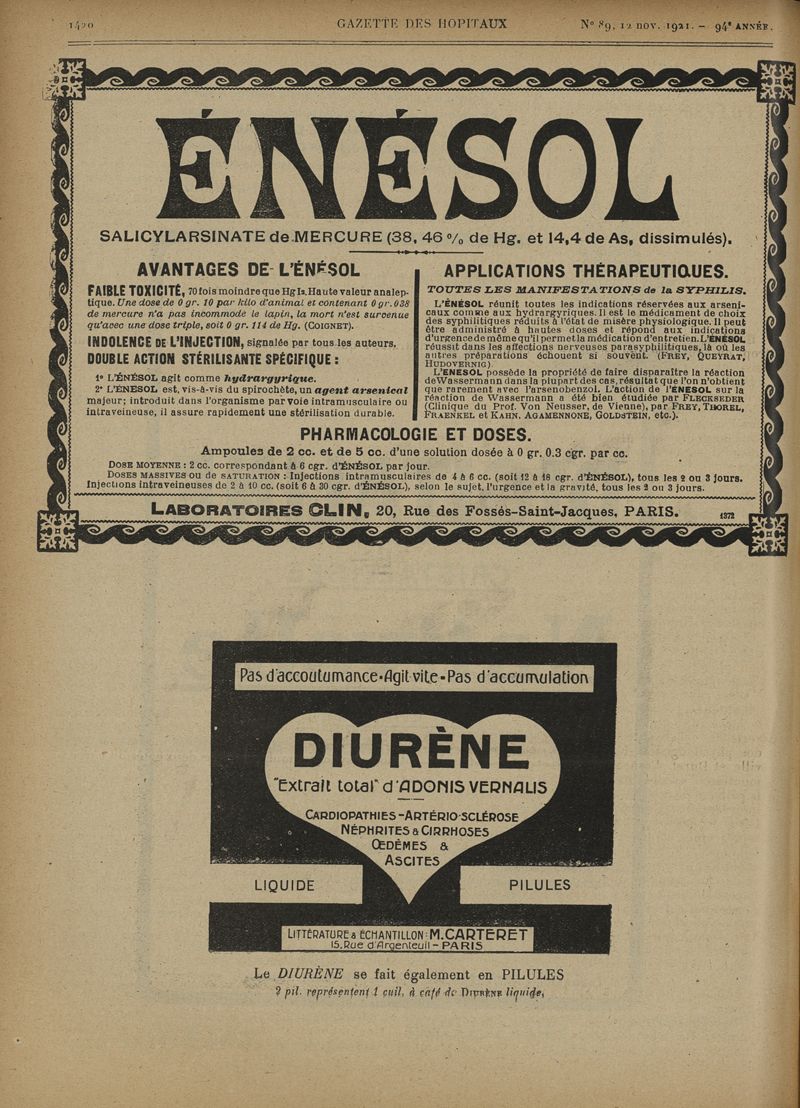 1420 GAZETTE DES HOPITAUX N° 89, 12 NOV. 1921. — 94e ANNÉE.
ÉNÉSOL
SALICYLARSINATE de MERCURE (38, 46 % de Hg. et 14,4 de As, dissimulés).
AVANTAGES DE L'ÉNÉSOL
FAIBLE TOXICITÉ, 70 fois moindre que Hg I2. Haute valeur analep-
tique. Une dose de 0 gr. 10 par kilo d'animal et contenant 0 gr. 038
de mercure n'a pas incommodé le lapin, la mort n'est survenue
qu'avec une dose triple, soit 0 gr. 114 de Hg. (COIGNET).
INDOLENCE DE L'INJECTION, signalée par tous les auteurs.
DOUBLE ACTION STÉRILISANTE SPÉCIFIQUE :
1° L'ÉNÉSOL agit comme hydrargyrique.
2° L'ÉNÉSOL est, vis-à-vis du spirochète, un agent arsenical
majeur; introduit dans l'organisme par voie intramusculaire ou
intraveineuse, il assure rapidement une stérilisation durable.
APPLICATIONS THÉRAPEUTIQUES.
TOUTES LES MANIFESTATIONS de la SYPHILIS.
L'ÉNÉSOL réunit toutes les indications réservées aux arseni-
caux comme aux hydrargyriques. Il est le médicament de choix
des syphilitiques réduits à l'état de misère physiologique. Il peut
être administré à hautes doses et répond aux indications
d'urgence de même qu'il permet la médication d'entretien. L'ÉNÉSOL
réussit dans les affections nerveuses parasyphilitiques, là où les
autres préparations échouent si souvent. (FREY, QUEYRAT,
HUDOVERNIG).
L'ÉNÉSOL possède la propriété de faire disparaître la réaction
de Wassermann dans la plupart des cas, résultat que l'on n'obtient
que rarement avec l'arsenobenzol. L'action de l'ÉNÉSOL sur la
réaction de Wassermann a été bien étudiée par FLECKSEDER
(Clinique du Prof. Von Neusser, de Vienne), par FREY, THOREL,
FRAENKEL et KAHN, AGAMENNONE, GOLDSTEIN, etc.).
PHARMACOLOGIE ET DOSES.
Ampoules de 2 cc. et de 5 cc. d'une solution dosée à 0 gr. 0.3 cgr. par cc.
DOSE MOYENNE : 2 cc. correspondant à 6 cgr. d'ÉNÉSOL par jour.
DOSES MASSIVES ou de SATURATION : Injections intramusculaires de 4 à 6 cc. (soit 12 à 18 cgr. d'ÉNÉSOL), tous les 2 ou 3 jours.
Injections intraveineuses de 2 à 10 cc. (soit 6 à 30 cgr. d'ÉNÉSOL), selon le sujet, l'urgence et la gravité, tous les 2 ou 3 jours.
LABORATOIRES CLIN, 20, Rue des Fossés-Saint-Jacques, PARIS. 1372
Pas d'accoutumance - Agit vite - Pas d'accumulation
DIURÈNE
"Extrait total" d'ADONIS VERNALIS
CARDIOPATHIES - ARTÉRIO-SCLÉROSE
NÉPHRITES & CIRRHOSES
ŒDÈMES &
ASCITES
LIQUIDE PILULES
LITTÉRATURE & ÉCHANTILLON : M. CARTERET
15, Rue d'Argenteuil - PARIS
Le DIURÈNE se fait également en PILULES
2 pil. représentent 1 cuil. à café de DIURÈNE liquide.